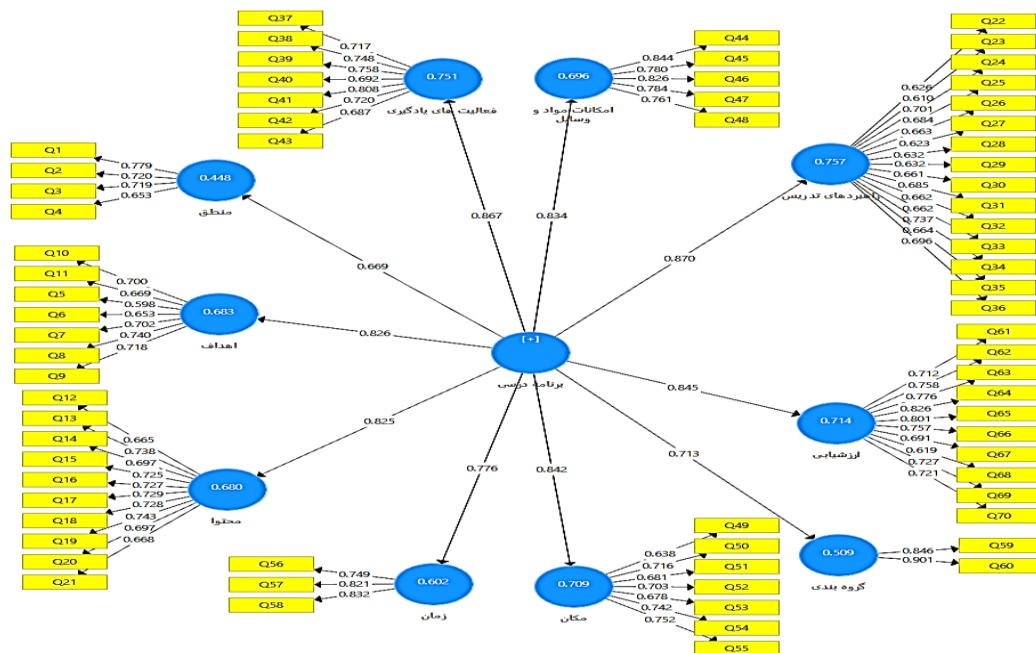 Q37
Q38
Q39
Q40
Q41
Q42
Q43
0.717
0.748
0.758
0.692
0.808
0.720
0.687
0.751
فعالیت های یادگیری
0.867
0.696
امکانات مواد و
وسایل
0.834
0.844
0.780
0.826
0.784
0.761
Q44
Q45
Q46
Q47
Q48
0.757
راهبردهای تدریس
0.870
0.626
0.610
0.701
0.684
0.663
0.623
0.632
0.632
0.661
0.685
0.662
0.662
0.737
0.664
0.696
Q22
Q23
Q24
Q25
Q26
Q27
Q28
Q29
Q30
Q31
Q32
Q33
Q34
Q35
Q36
Q1
Q2
Q3
Q4
0.779
0.720
0.719
0.653
0.448
منطق
0.669
Q10
Q11
Q5
Q6
Q7
Q8
Q9
0.700
0.669
0.598
0.653
0.702
0.740
0.718
0.683
اهداف
0.826
[+]
برنامه درسی
0.845
0.714
ارزشیابی
0.712
0.758
0.776
0.826
0.801
0.757
0.691
0.619
0.727
0.721
Q61
Q62
Q63
Q64
Q65
Q66
Q67
Q68
Q69
Q70
Q12
Q13
Q14
Q15
Q16
Q17
Q18
Q19
Q20
Q21
0.665
0.738
0.697
0.725
0.727
0.729
0.728
0.743
0.697
0.668
0.680
محتوا
0.825
0.776
0.842
0.713
Q56
Q57
Q58
0.749
0.821
0.832
0.602
زمان
0.709
مکان
0.638
0.716
0.681
0.703
0.678
0.742
0.752
Q49
Q50
Q51
Q52
Q53
Q54
Q55
0.509
گروه بندی
0.846
0.901
Q59
Q60